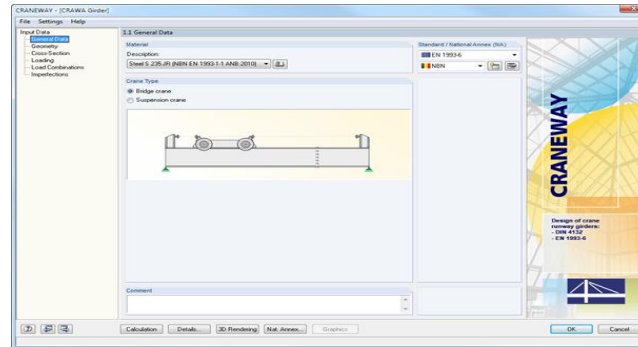 CRANEWAY - [CRAWA Girder]
File Settings Help
Input Data
General Data
Geometry
Cross-Section
Loading
Load Combinations
Imperfections
1.1 General Data
Material
Description:
Steel S 235 JR (NBN EN 1993-1-1 ANB:2010)
Crane Type
Bridge crane
Suspension crane
Comment
Standard / National Annex (NA)
EN 1993-6
NBN
CRANEWAY
Design of crane
runway girders:
- DIN 4132
- EN 1993-6
Calculation Details... 3D Rendering Nat. Annex... Graphics OK Cancel